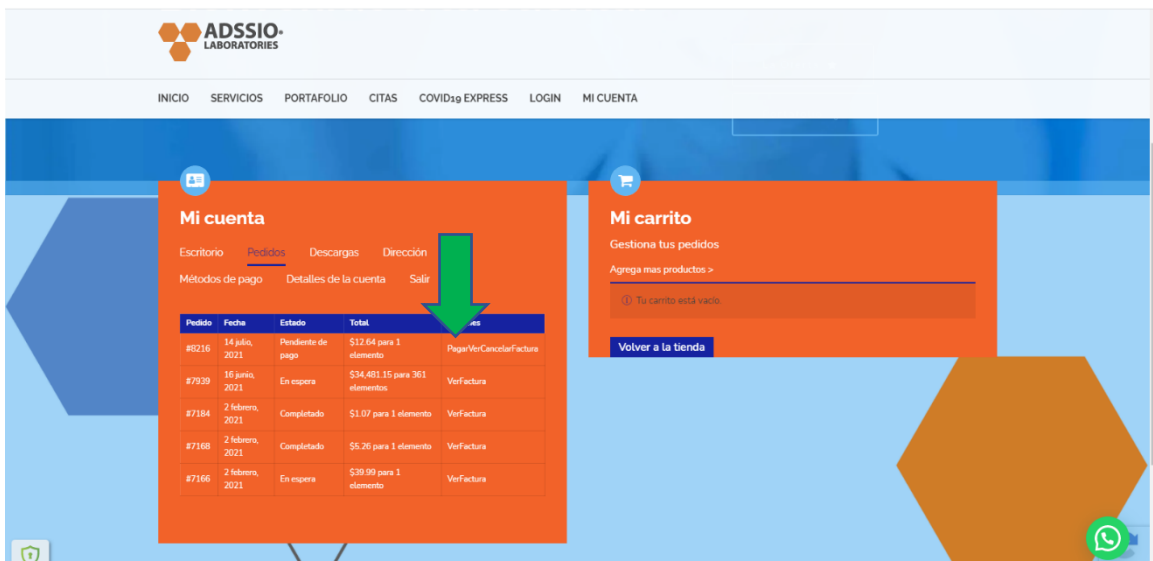 ADSSIO
LABORATORIES
INICIO SERVICIOS PORTAFOLIO CITAS COVID19 EXPRESS LOGIN MI CUENTA
Mi cuenta
Escritorio Pedidos Descargas Dirección
Métodos de pago Detalles de la cuenta Salir
Pedido Fecha Estado Total
#8216 14 julio, 2021 Pendiente de pago $12.64 para 1 elemento PagarVerCancelarFactura
#7939 16 junio, 2021 En espera $34,481.15 para 361 elementos VerFactura
#7184 2 febrero, 2021 Completado $1.07 para 1 elemento VerFactura
#7168 2 febrero, 2021 Completado $5.26 para 1 elemento VerFactura
#7166 2 febrero, 2021 En espera $39.99 para 1 elemento VerFactura
Mi carrito
Gestiona tus pedidos
Agrega mas productos >
Tu carrito está vacío.
Volver a la tienda